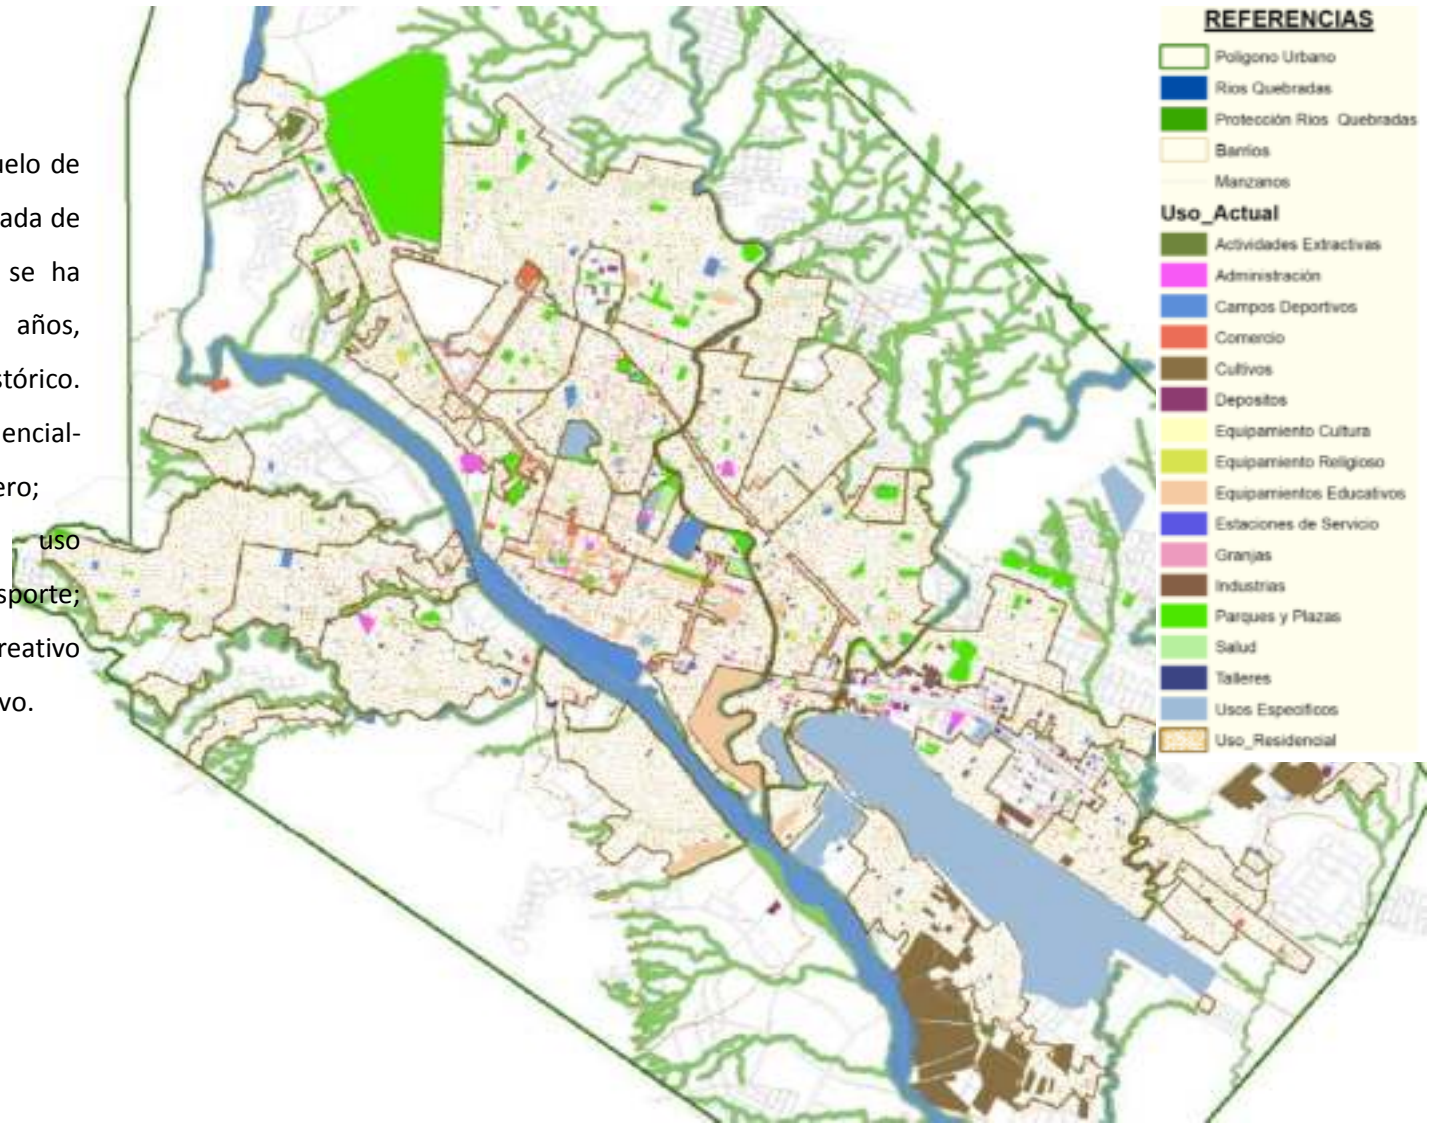 uelo de
ada de
se ha
años,
stórico.
encial-
ero;
uso
sporte;
creativo
vo.
REFERENCIAS
Poligono Urbano
Rios Quebradas
Protección Rios Quebradas
Barrios
Manzanos
Uso_Actual
Actividades Extractivas
Administración
Campos Deportivos
Comercio
Cultivos
Depositos
Equipamiento Cultura
Equipamiento Religioso
Equipamientos Educativos
Estaciones de Servicio
Granjas
Industrias
Parques y Plazas
Salud
Talleres
Usos Especificos
Uso_Residencial